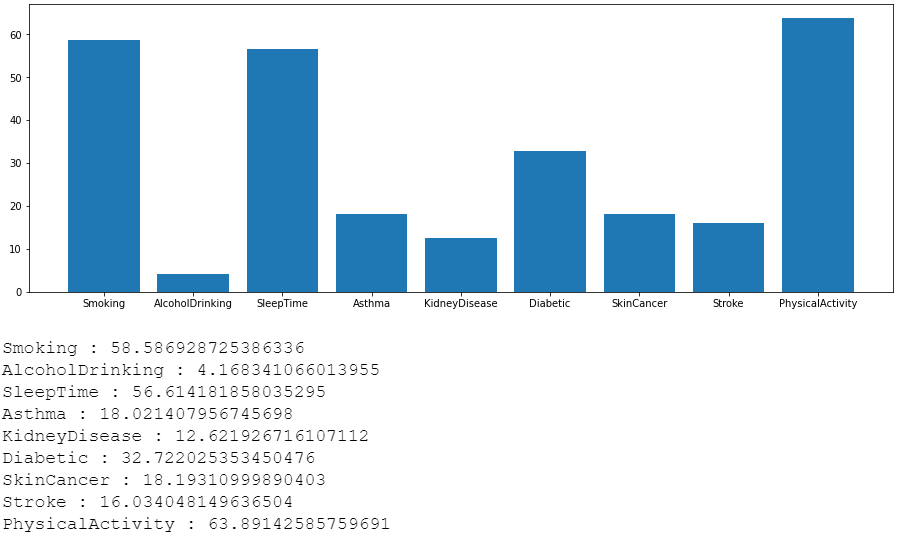 60
50
40
30
20
10
0
Smoking AlcoholDrinking SleepTime Asthma KidneyDisease Diabetic SkinCancer Stroke PhysicalActivity
Smoking : 58.586928725386336
AlcoholDrinking : 4.168341066013955
SleepTime : 56.614181858035295
Asthma : 18.021407956745698
KidneyDisease : 12.621926716107112
Diabetic : 32.722025353450476
SkinCancer : 18.19310999890403
Stroke : 16.034048149636504
PhysicalActivity : 63.89142585759691